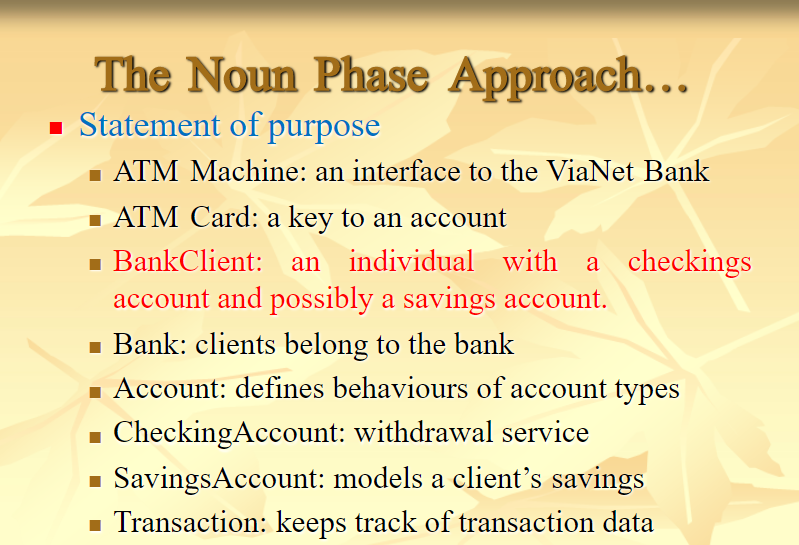 The Noun Phase Approach…
Statement of purpose
ATM Machine: an interface to the ViaNet Bank
ATM Card: a key to an account
BankClient: an individual with a checkings
account and possibly a savings account.
Bank: clients belong to the bank
Account: defines behaviours of account types
CheckingAccount: withdrawal service
SavingsAccount: models a client’s savings
Transaction: keeps track of transaction data